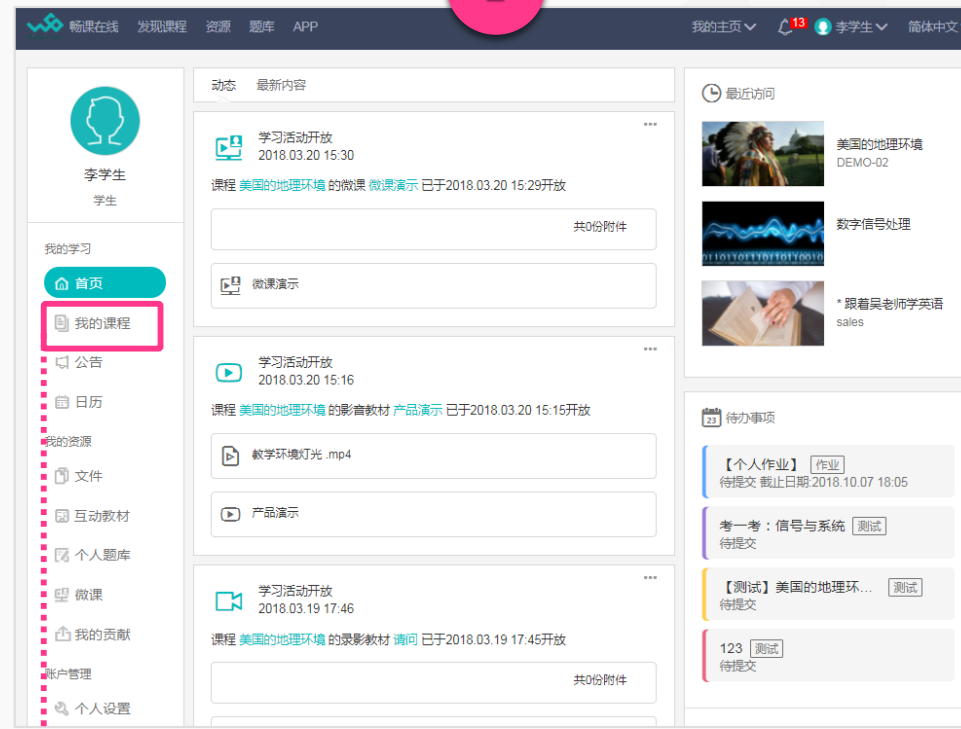 畅课在线 发现课程 资源 题库 APP 我的主页 13 李学生 简体中文
李学生
学生
我的学习
首页
我的课程
公告
日历
我的资源
文件
互动教材
个人题库
微课
我的贡献
账户管理
个人设置
动态 最新内容
学习活动开放
2018.03.20 15:30
课程 美国的地理环境 的微课 微课演示 已于2018.03.20 15:29开放
共0份附件
微课演示
学习活动开放
2018.03.20 15:16
课程 美国的地理环境 的影音教材 产品演示 已于2018.03.20 15:15开放
教学环境灯光 .mp4
产品演示
学习活动开放
2018.03.19 17:46
课程 美国的地理环境 的录影教材 请问 已于2018.03.19 17:45开放
共0份附件
最近访问
美国的地理环境
DEMO-02
数字信号处理
* 跟着吴老师学英语
sales
23 待办事项
【个人作业】 作业
待提交 截止日期:2018.10.07 18:05
考一考：信号与系统 测试
待提交
【测试】美国的地理环... 测试
待提交
123 测试
待提交